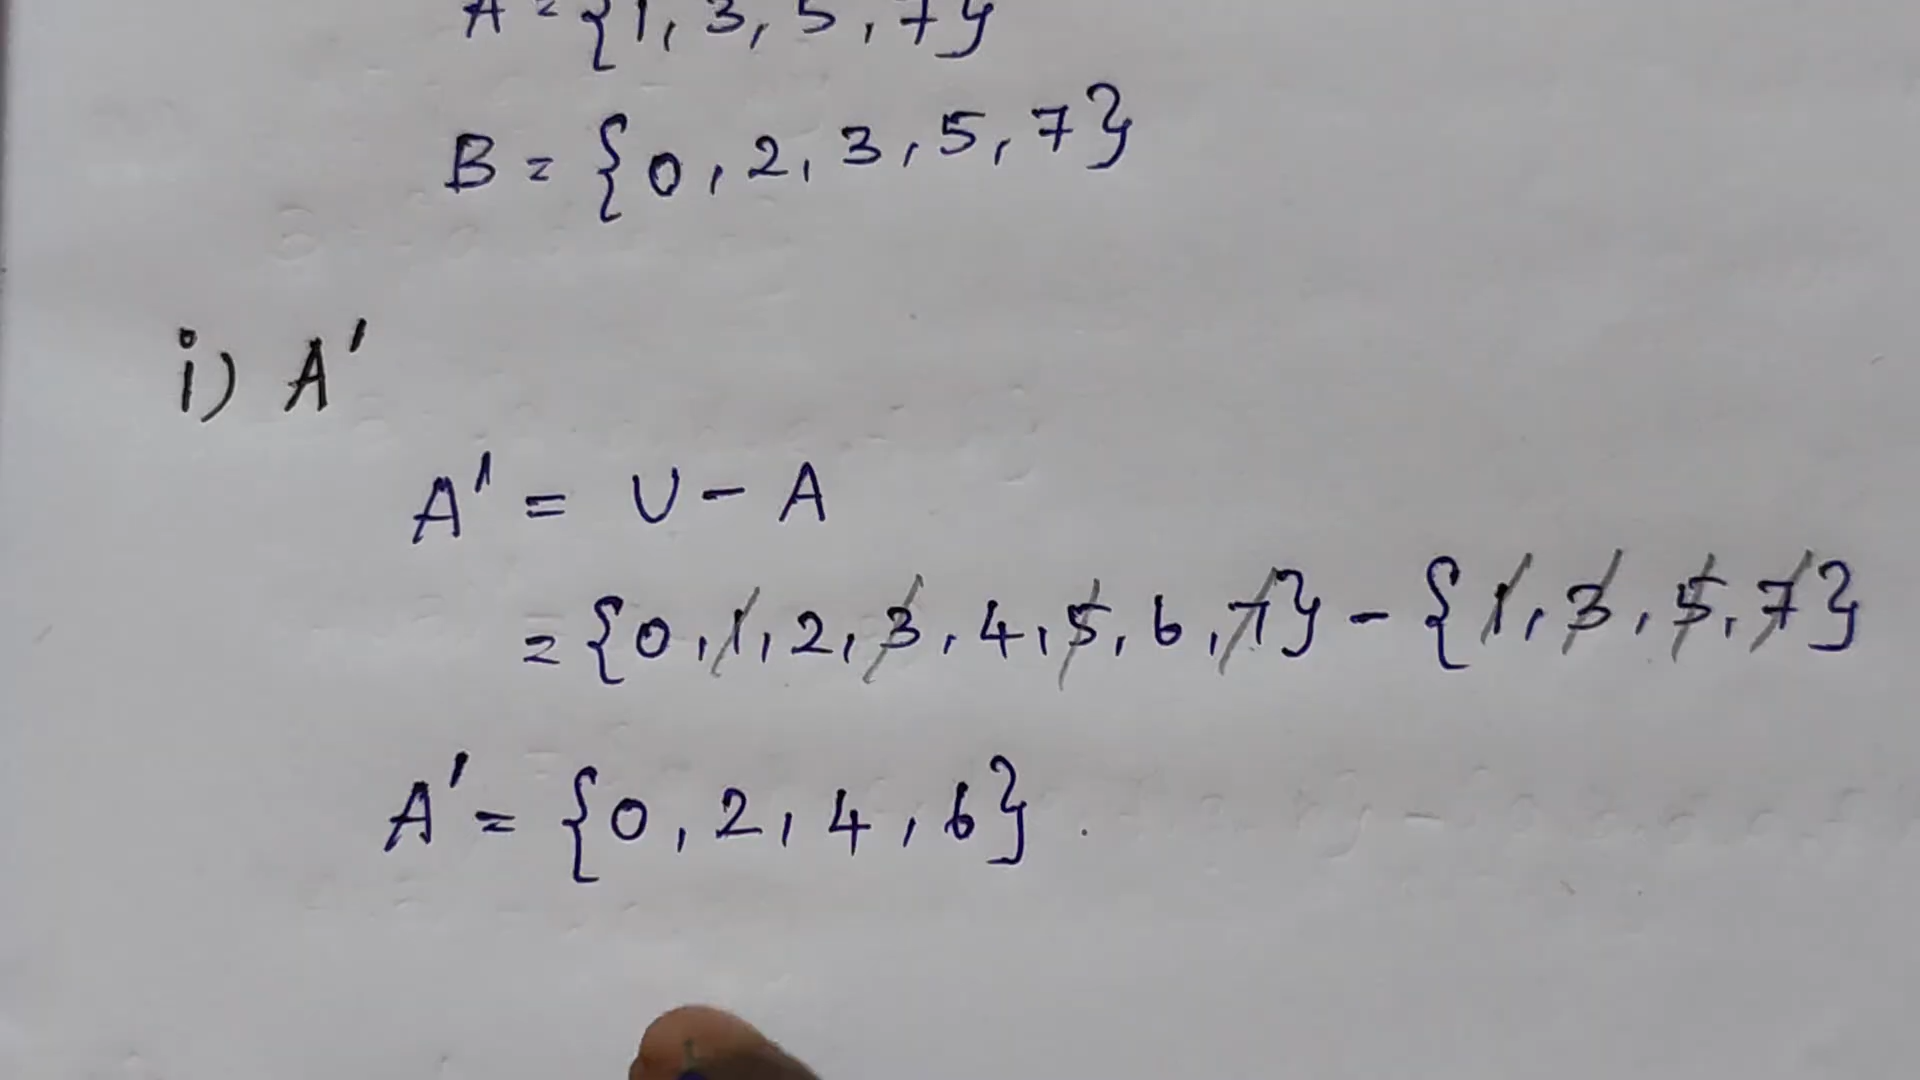 A = {1, 3, 5, 7}
B = {0, 2, 3, 5, 7}
i) A'
A' = U - A
= {0, 1, 2, 3, 4, 5, 6, 7} - {1, 3, 5, 7}
A' = {0, 2, 4, 6}.